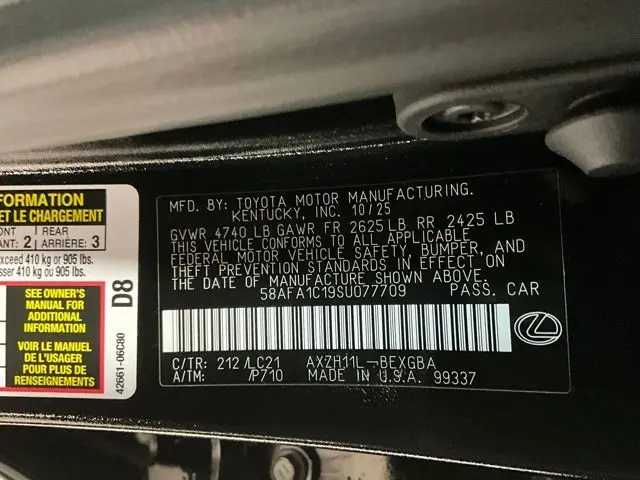 FORMATION
ET LE CHARGEMENT
ANT: 2 | REAR ARRIÈRE: 3
exceed 410 kg or 905 lbs.
sser 410 kg ou 905 lbs.
SEE OWNER'S
MANUAL FOR
ADDITIONAL
INFORMATION
VOIR LE MANUEL
DE L'USAGER
POUR PLUS DE
RENSEIGNEMENTS
D8
42661-06C80
MFD. BY: TOYOTA MOTOR MANUFACTURING.
KENTUCKY, INC. 10/25
GVWR 4740 LB GAWR FR 2625 LB RR 2425 LB
THIS VEHICLE CONFORMS TO ALL APPLICABLE
FEDERAL MOTOR VEHICLE SAFETY, BUMPER, AND
THEFT PREVENTION STANDARDS IN EFFECT ON
THE DATE OF MANUFACTURE SHOWN ABOVE.
58AFA1C19SU077709 PASS. CAR
C/TR: 212/LC21 AXZH11L-BEXGBA
A/TM: /P710 MADE IN U.S.A. 99337